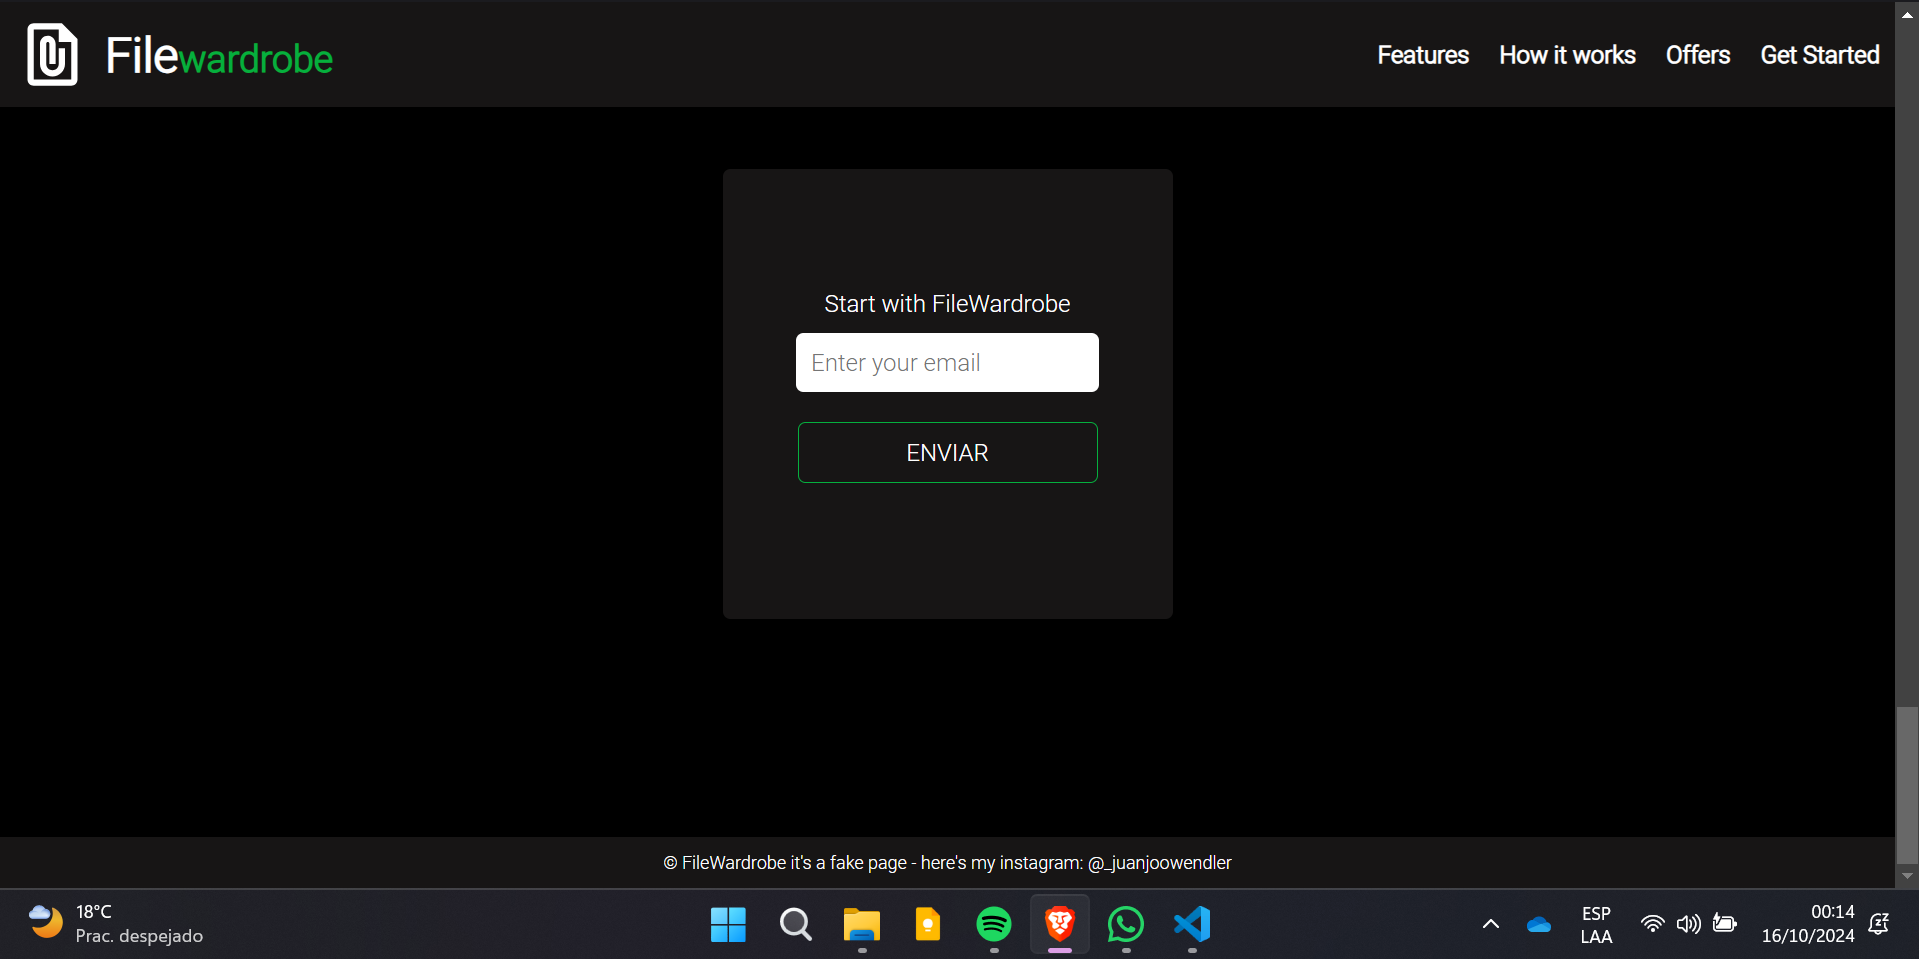 Filewardrobe
Features How it works Offers Get Started
Start with FileWardrobe
Enter your email
ENVIAR
© FileWardrobe it's a fake page - here's my instagram: @_juanjoowendler
18°C
Prac. despejado
ESP
LAA
00:14
16/10/2024